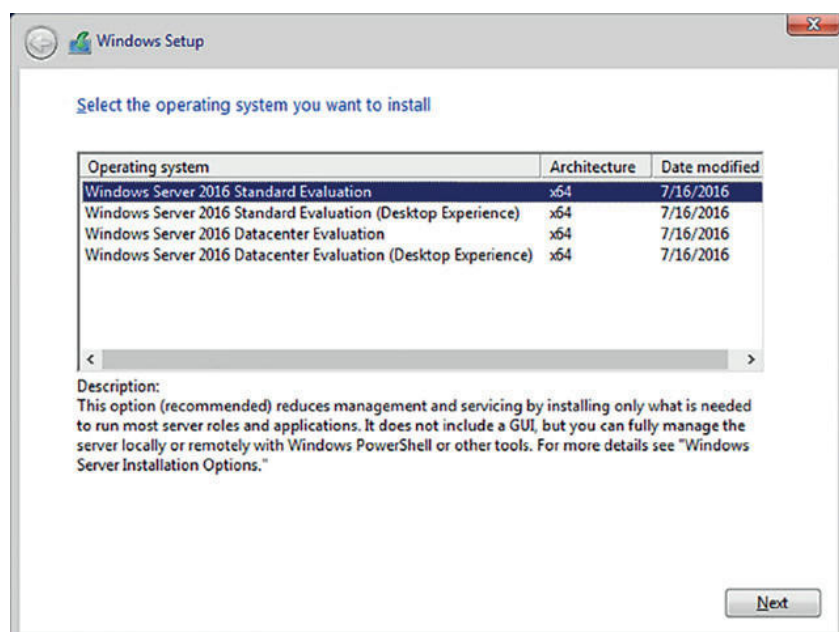 Windows Setup
Select the operating system you want to install
Operating system Architecture Date modified
Windows Server 2016 Standard Evaluation x64 7/16/2016
Windows Server 2016 Standard Evaluation (Desktop Experience) x64 7/16/2016
Windows Server 2016 Datacenter Evaluation x64 7/16/2016
Windows Server 2016 Datacenter Evaluation (Desktop Experience) x64 7/16/2016
Description:
This option (recommended) reduces management and servicing by installing only what is needed
to run most server roles and applications. It does not include a GUI, but you can fully manage the
server locally or remotely with Windows PowerShell or other tools. For more details see "Windows
Server Installation Options."
Next